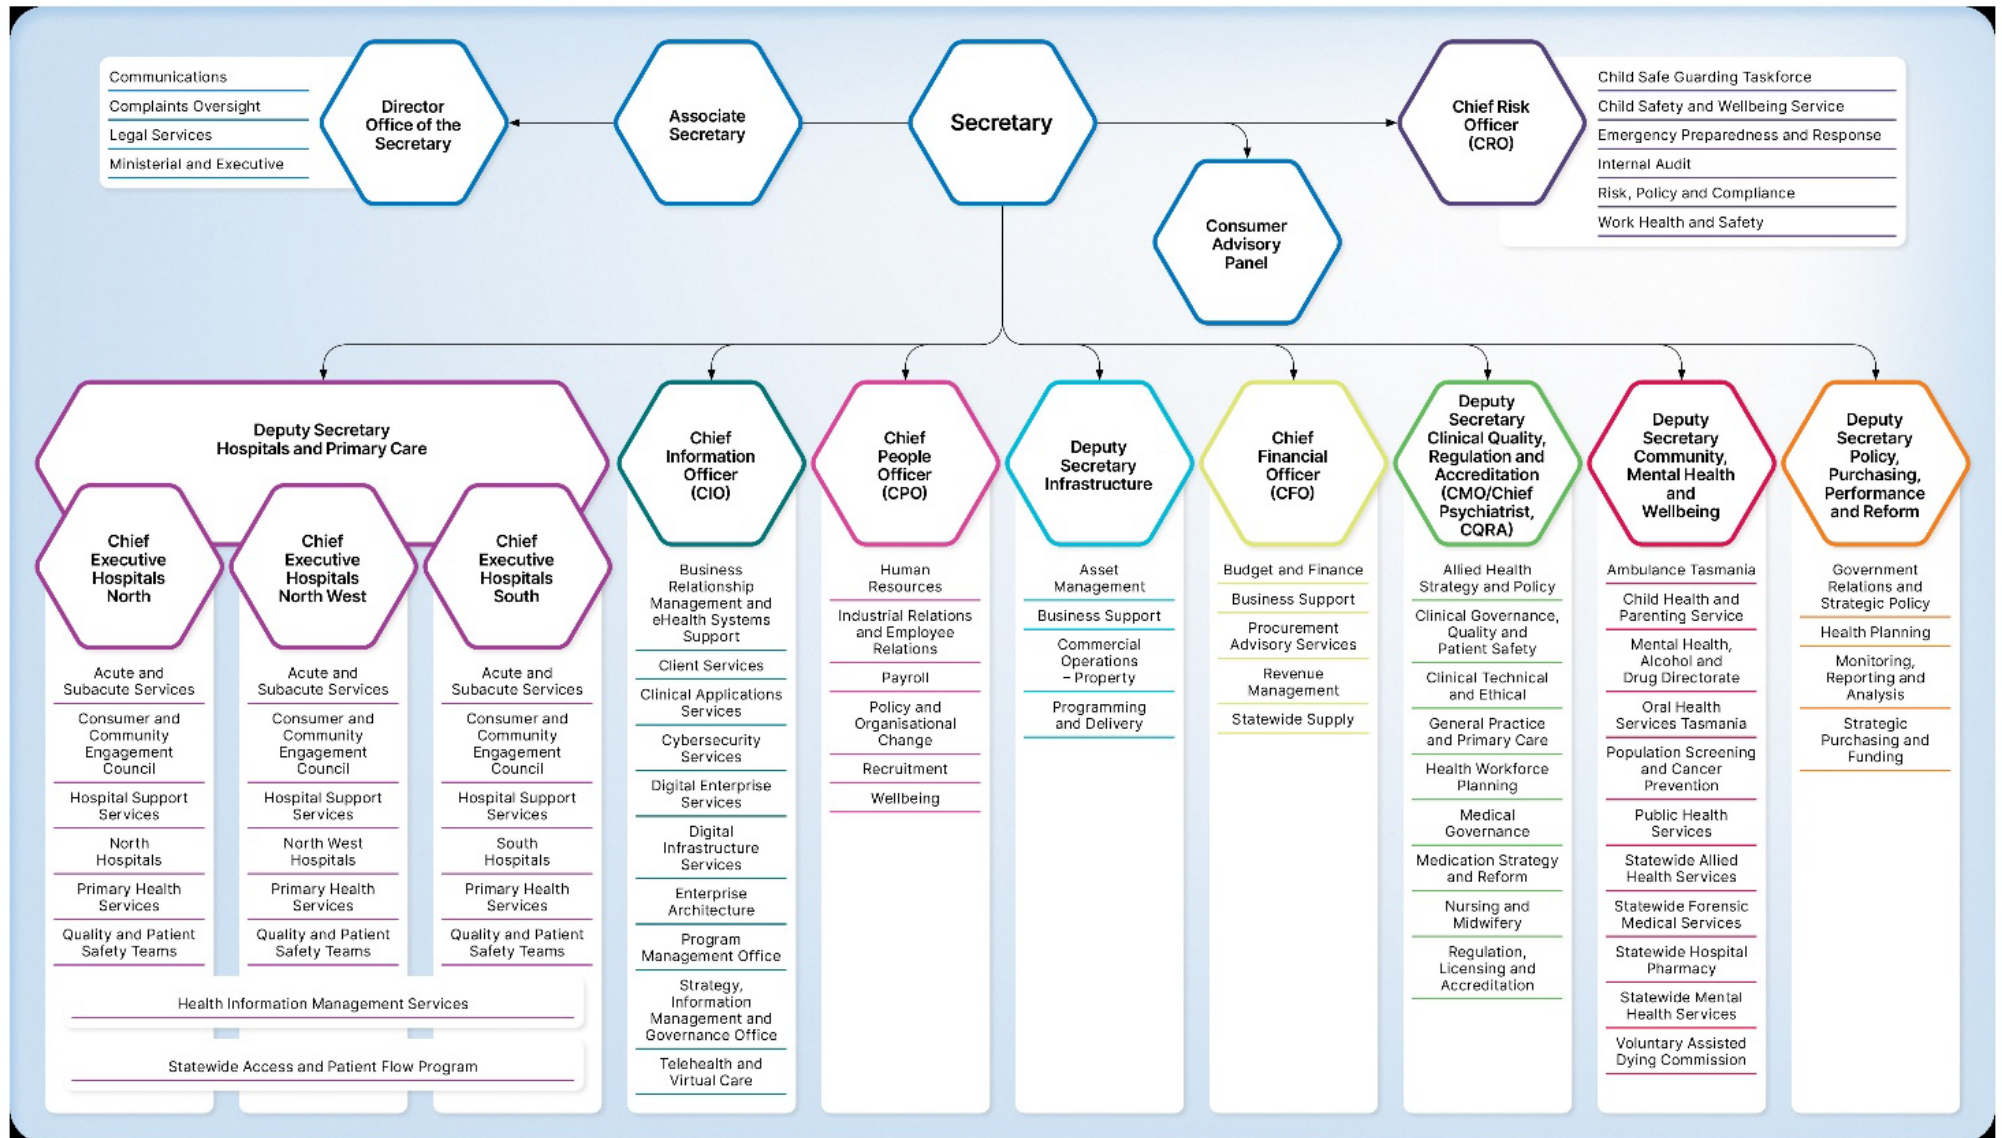 Communications
Complaints Oversight
Legal Services
Ministerial and Executive
Director
Office of the
Secretary
Associate
Secretary
Secretary
Consumer
Advisory
Panel
Chief Risk
Officer
(CRO)
Child Safe Guarding Taskforce
Child Safety and Wellbeing Service
Emergency Preparedness and Response
Internal Audit
Risk, Policy and Compliance
Work Health and Safety
Deputy Secretary
Hospitals and Primary Care
Chief
Executive
Hospitals
North
Acute and
Subacute Services
Consumer and
Community
Engagement
Council
Hospital Support
Services
North
Hospitals
Primary Health
Services
Quality and Patient
Safety Teams
Chief
Executive
Hospitals
North West
Acute and
Subacute Services
Consumer and
Community
Engagement
Council
Hospital Support
Services
North West
Hospitals
Primary Health
Services
Quality and Patient
Safety Teams
Chief
Executive
Hospitals
South
Acute and
Subacute Services
Consumer and
Community
Engagement
Council
Hospital Support
Services
South
Hospitals
Primary Health
Services
Quality and Patient
Safety Teams
Health Information Management Services
Statewide Access and Patient Flow Program
Chief
Information
Officer
(CIO)
Business
Relationship
Management and
eHealth Systems
Support
Client Services
Clinical Applications
Services
Cybersecurity
Services
Digital Enterprise
Services
Digital
Infrastructure
Services
Enterprise
Architecture
Program
Management Office
Strategy,
Information
Management and
Governance Office
Telehealth and
Virtual Care
Chief
People
Officer
(CPO)
Human
Resources
Industrial Relations
and Employee
Relations
Payroll
Policy and
Organisational
Change
Recruitment
Wellbeing
Deputy
Secretary
Infrastructure
Asset
Management
Business Support
Commercial
Operations
– Property
Programming
and Delivery
Chief
Financial
Officer
(CFO)
Budget and Finance
Business Support
Procurement
Advisory Services
Revenue
Management
Statewide Supply
Deputy
Secretary
Clinical Quality,
Regulation and
Accreditation
(CMO/Chief
Psychiatrist,
CQRA)
Allied Health
Strategy and Policy
Clinical Governance,
Quality and
Patient Safety
Clinical Technical
and Ethical
General Practice
and Primary Care
Health Workforce
Planning
Medical
Governance
Medication Strategy
and Reform
Nursing and
Midwifery
Regulation,
Licensing and
Accreditation
Deputy
Secretary
Community,
Mental Health
and
Wellbeing
Ambulance Tasmania
Child Health and
Parenting Service
Mental Health,
Alcohol and
Drug Directorate
Oral Health
Services Tasmania
Population Screening
and Cancer
Prevention
Public Health
Services
Statewide Allied
Health Services
Statewide Forensic
Medical Services
Statewide Hospital
Pharmacy
Statewide Mental
Health Services
Voluntary Assisted
Dying Commission
Deputy
Secretary
Policy,
Purchasing,
Performance
and Reform
Government
Relations and
Strategic Policy
Health Planning
Monitoring,
Reporting and
Analysis
Strategic
Purchasing and
Funding